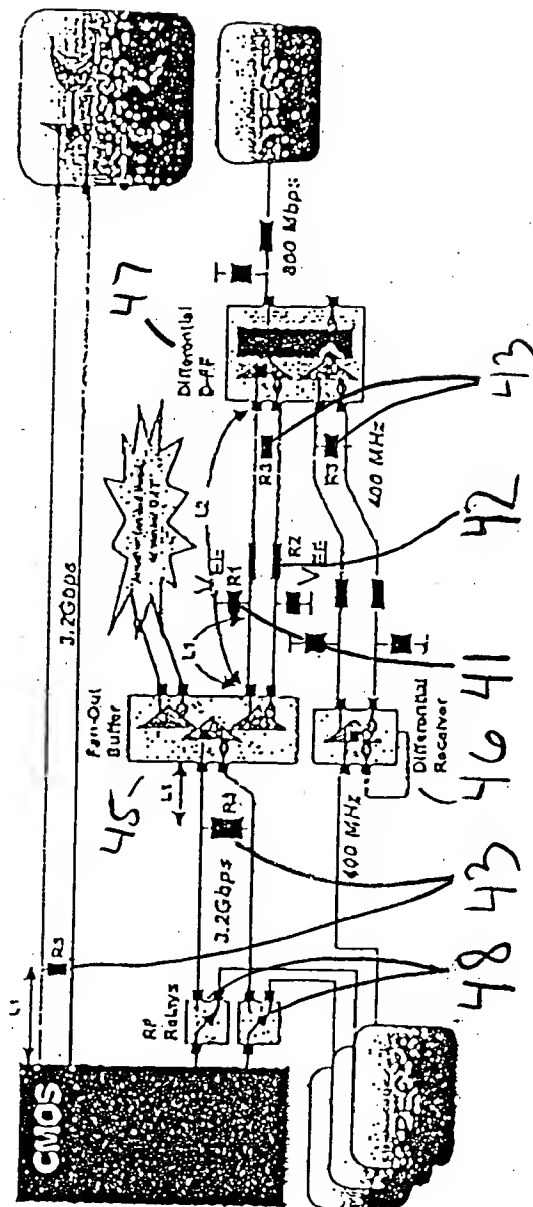 CMOS
L1
R3
3.2Gbps
RF
Relays
48
43
3.2Gbps
R3
L1
45
Fan-Out
Buffer
L1
L2
VEE
R1
R2
VEE
41
42
47
Differential
D-FF
R3
R3
43
400 MHz
800 Mbps
400 MHz
Differential
Receiver
46